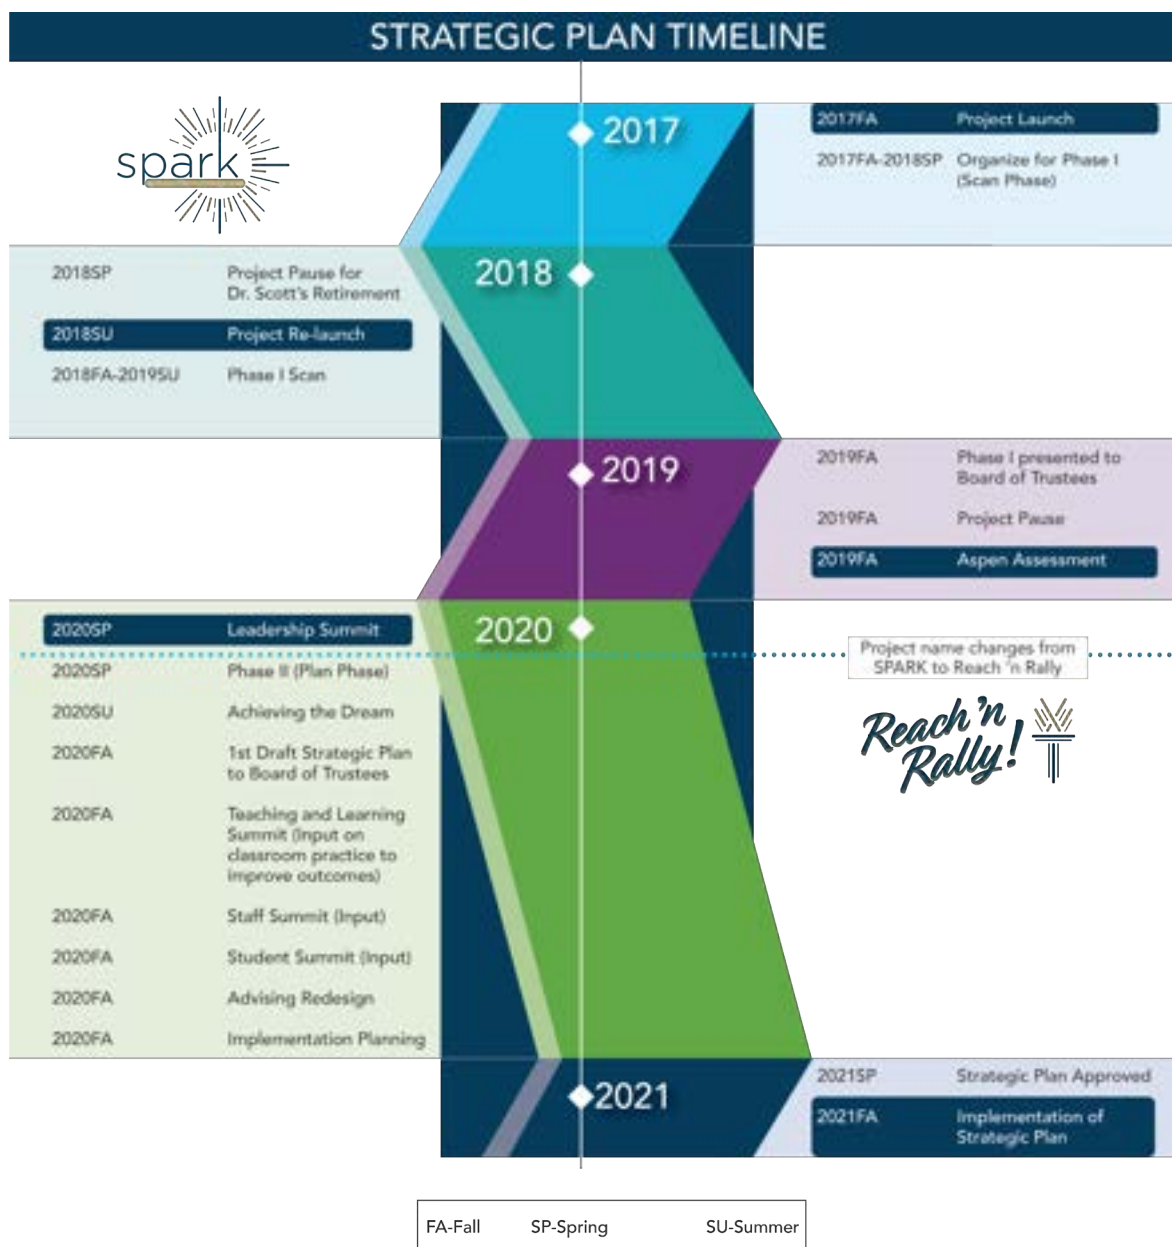 STRATEGIC PLAN TIMELINE
spark
2017
2017FA Project Launch
2017FA-2018SP Organize for Phase I
(Scan Phase)
2018
2018SP Project Pause for
Dr. Scott's Retirement
2018SU Project Re-launch
2018FA-2019SU Phase I Scan
2019
2019FA Phase I presented to
Board of Trustees
2019FA Project Pause
2019FA Aspen Assessment
2020
2020SP Leadership Summit
Project name changes from
SPARK to Reach 'n Rally
2020SP Phase II (Plan Phase)
2020SU Achieving the Dream
2020FA 1st Draft Strategic Plan
to Board of Trustees
2020FA Teaching and Learning
Summit (Input on
classroom practice to
improve outcomes)
2020FA Staff Summit (Input)
2020FA Student Summit (Input)
2020FA Advising Redesign
2020FA Implementation Planning
Reach 'n
Rally!
2021
2021SP Strategic Plan Approved
2021FA Implementation of
Strategic Plan
FA-Fall SP-Spring SU-Summer